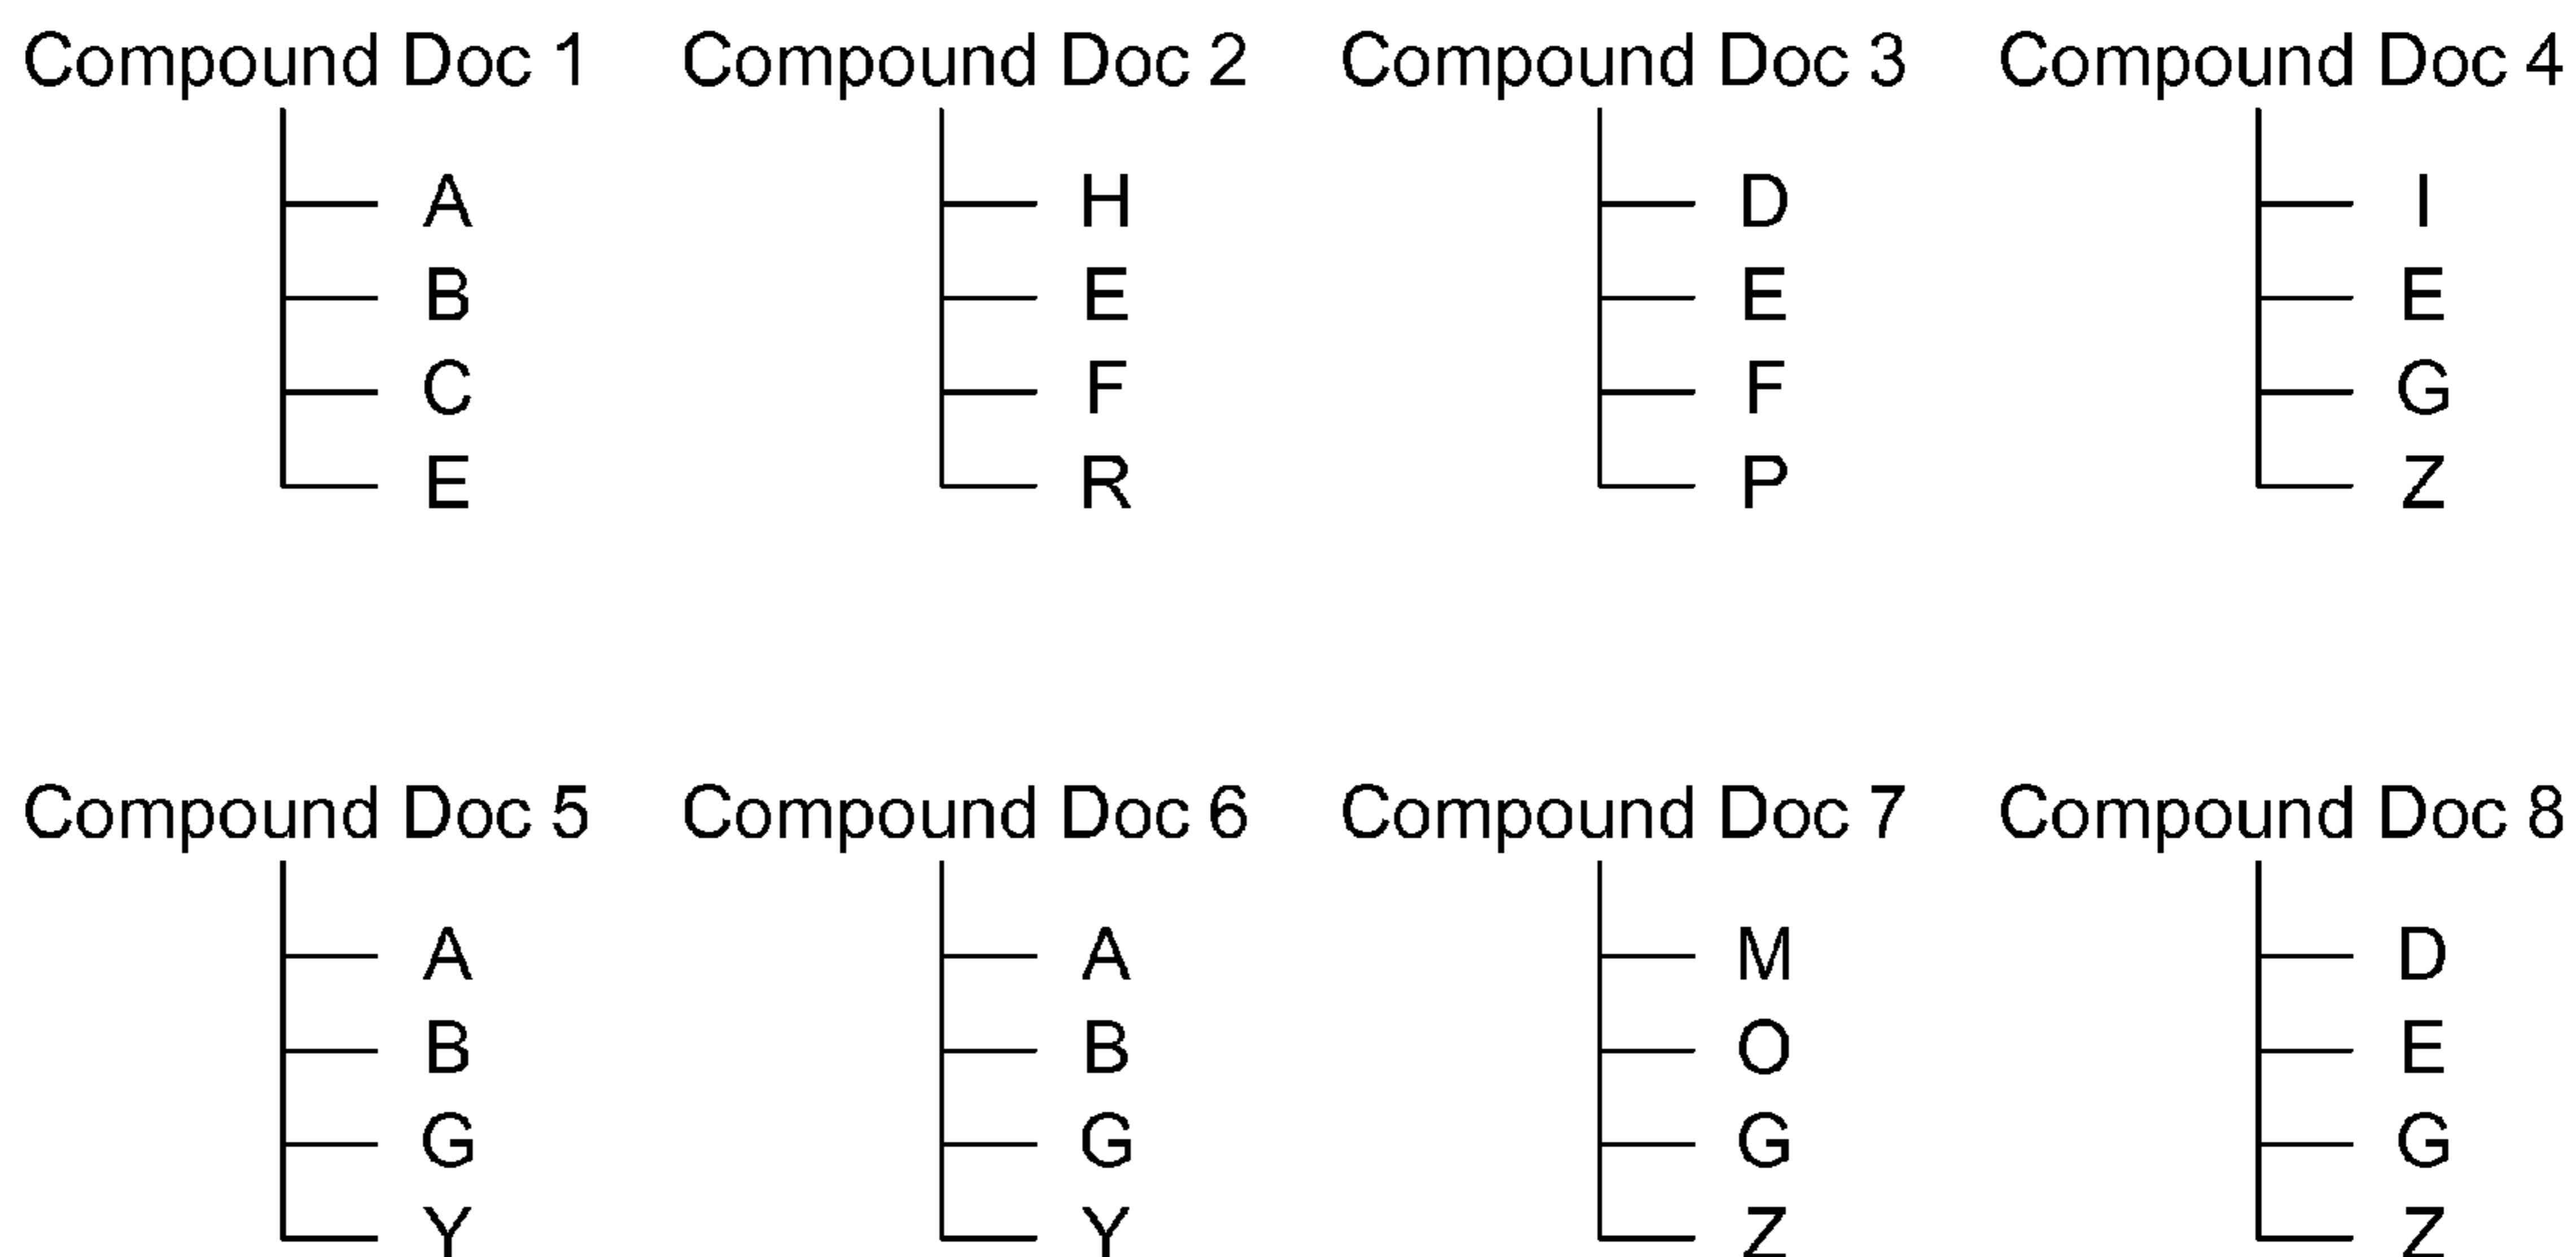 Compound Doc 1 Compound Doc 2 Compound Doc 3 Compound Doc 4
A H D I
B E E E
C F F G
E R P Z
Compound Doc 5 Compound Doc 6 Compound Doc 7 Compound Doc 8
A A M D
B B O E
G G G G
Y Y Z Z